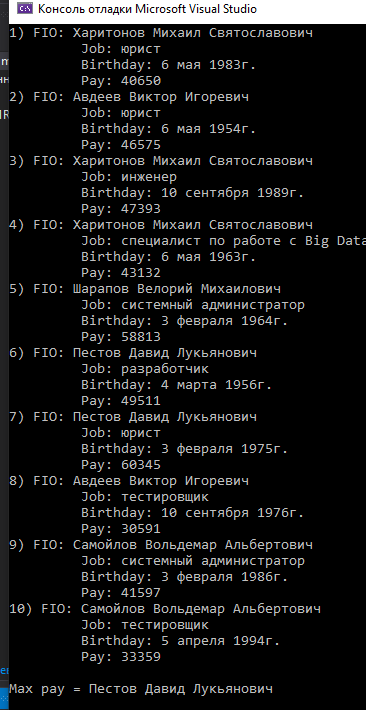 Консоль отладки Microsoft Visual Studio
1) FIO: Харитонов Михаил Святославович
Job: юрист
Birthday: 6 мая 1983г.
Pay: 40650
2) FIO: Авдеев Виктор Игоревич
Job: юрист
Birthday: 6 мая 1954г.
Pay: 46575
3) FIO: Харитонов Михаил Святославович
Job: инженер
Birthday: 10 сентября 1989г.
Pay: 47393
4) FIO: Харитонов Михаил Святославович
Job: специалист по работе с Big Data
Birthday: 6 мая 1963г.
Pay: 43132
5) FIO: Шарапов Велорий Михаилович
Job: системный администратор
Birthday: 3 февраля 1964г.
Pay: 58813
6) FIO: Пестов Давид Лукьянович
Job: разработчик
Birthday: 4 марта 1956г.
Pay: 49511
7) FIO: Пестов Давид Лукьянович
Job: юрист
Birthday: 3 февраля 1975г.
Pay: 60345
8) FIO: Авдеев Виктор Игоревич
Job: тестировщик
Birthday: 10 сентября 1976г.
Pay: 30591
9) FIO: Самойлов Вольдемар Альбертович
Job: системный администратор
Birthday: 3 февраля 1986г.
Pay: 41597
10) FIO: Самойлов Вольдемар Альбертович
Job: тестировщик
Birthday: 5 апреля 1994г.
Pay: 33359
Max pay = Пестов Давид Лукьянович